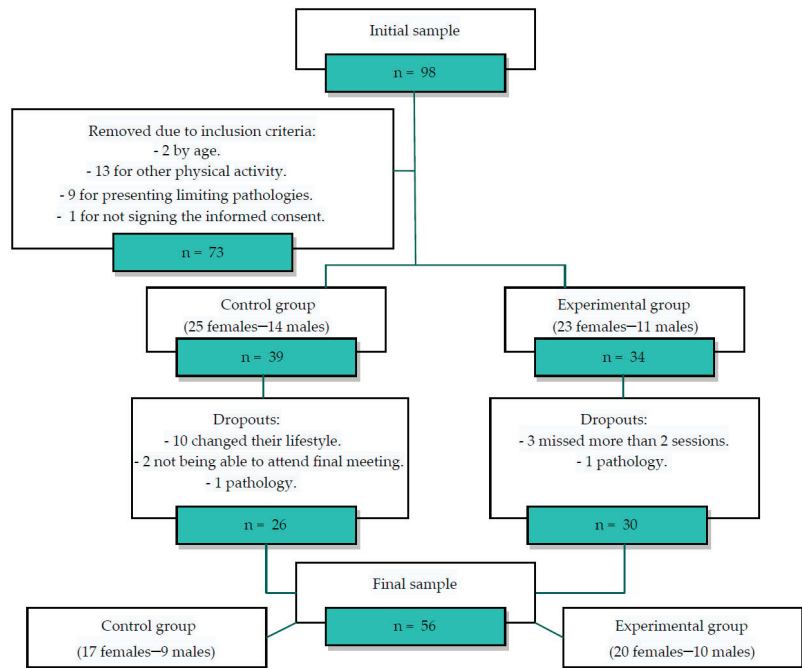 Initial sample
n = 98
Removed due to inclusion criteria:
- 2 by age.
- 13 for other physical activity.
- 9 for presenting limiting pathologies.
- 1 for not signing the informed consent.
n = 73
Control group
(25 females—14 males)
n = 39
Experimental group
(23 females—11 males)
n = 34
Dropouts:
- 10 changed their lifestyle.
- 2 not being able to attend final meeting.
- 1 pathology.
n = 26
Dropouts:
- 3 missed more than 2 sessions.
- 1 pathology.
n = 30
Final sample
n = 56
Control group
(17 females—9 males)
Experimental group
(20 females—10 males)